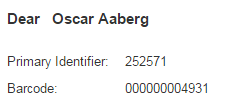 Dear Oscar Aaberg
Primary Identifier: 252571
Barcode: 000000004931